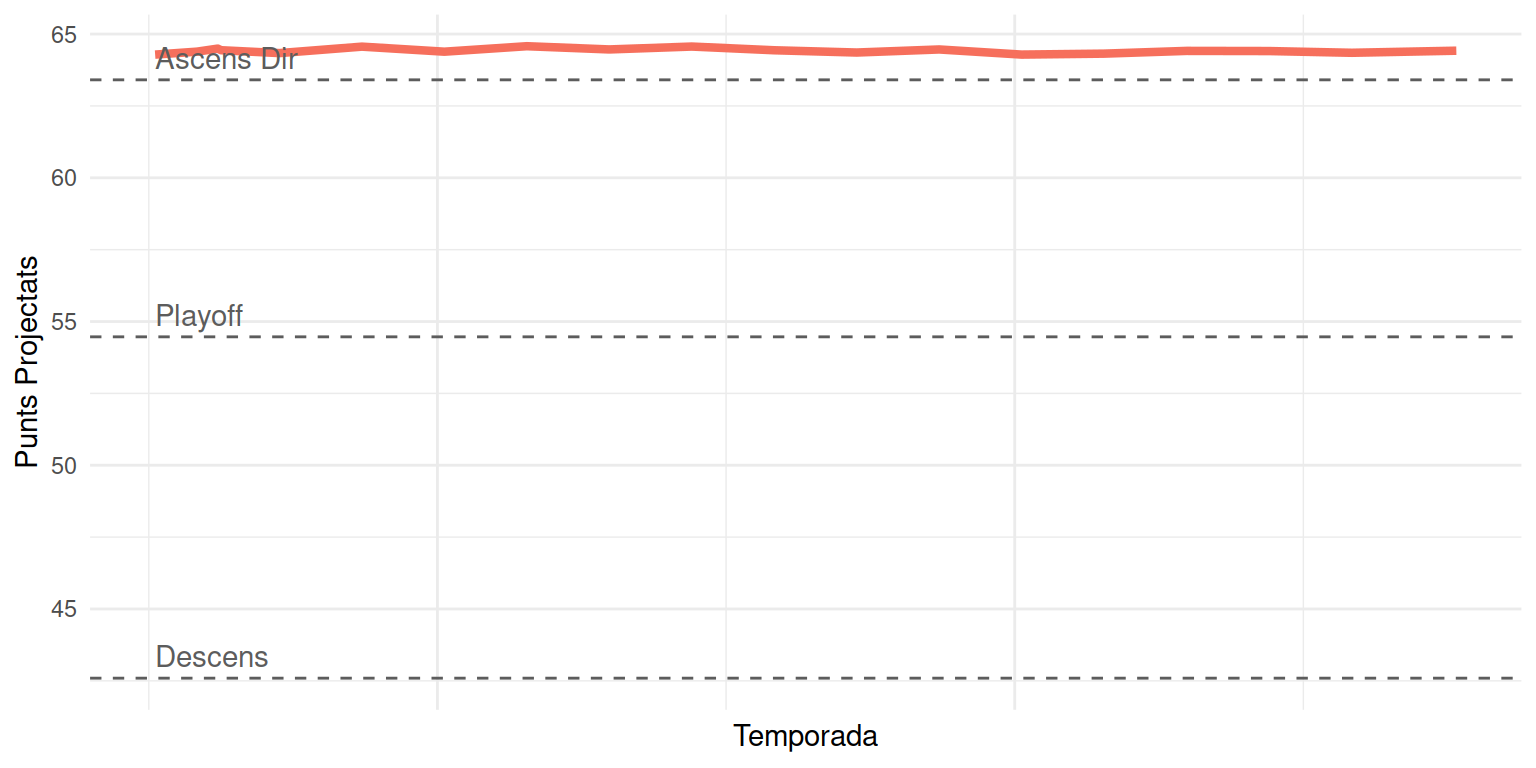 65
Ascens Dir
60
Playoff
55
Punts Projectats
50
45
Descens
Temporada